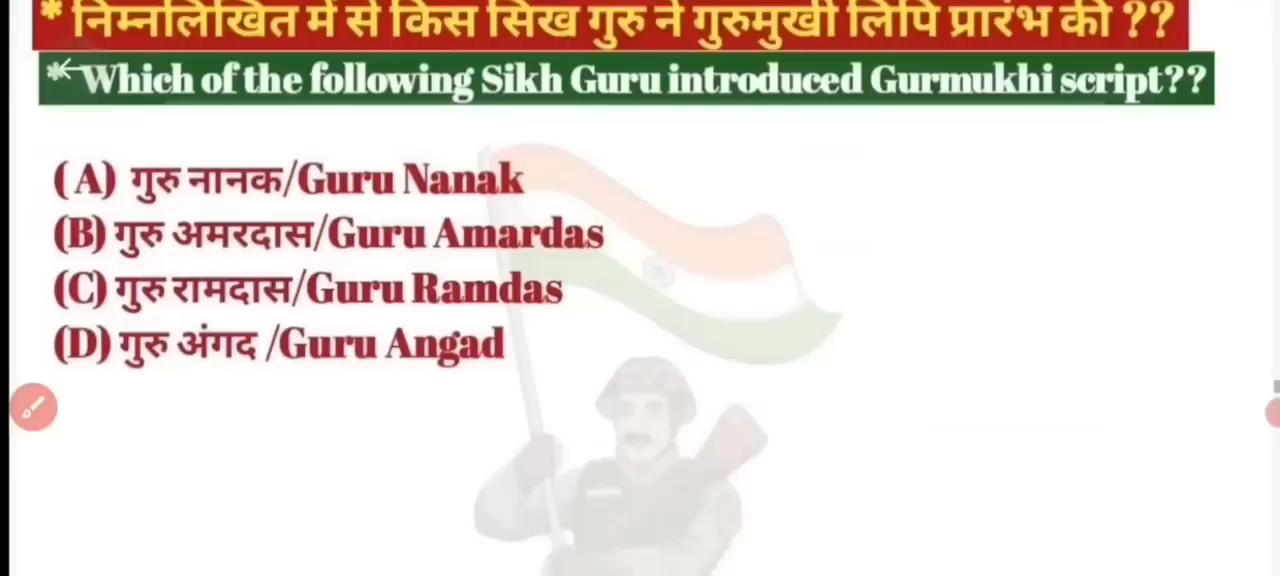 * निम्नलिखित में से किस सिख गुरु ने गुरुमुखी लिपि प्रारंभ की ??
* Which of the following Sikh Guru introduced Gurmukhi script??
(A) गुरु नानक/Guru Nanak
(B) गुरु अमरदास/Guru Amardas
(C) गुरु रामदास/Guru Ramdas
(D) गुरु अंगद /Guru Angad